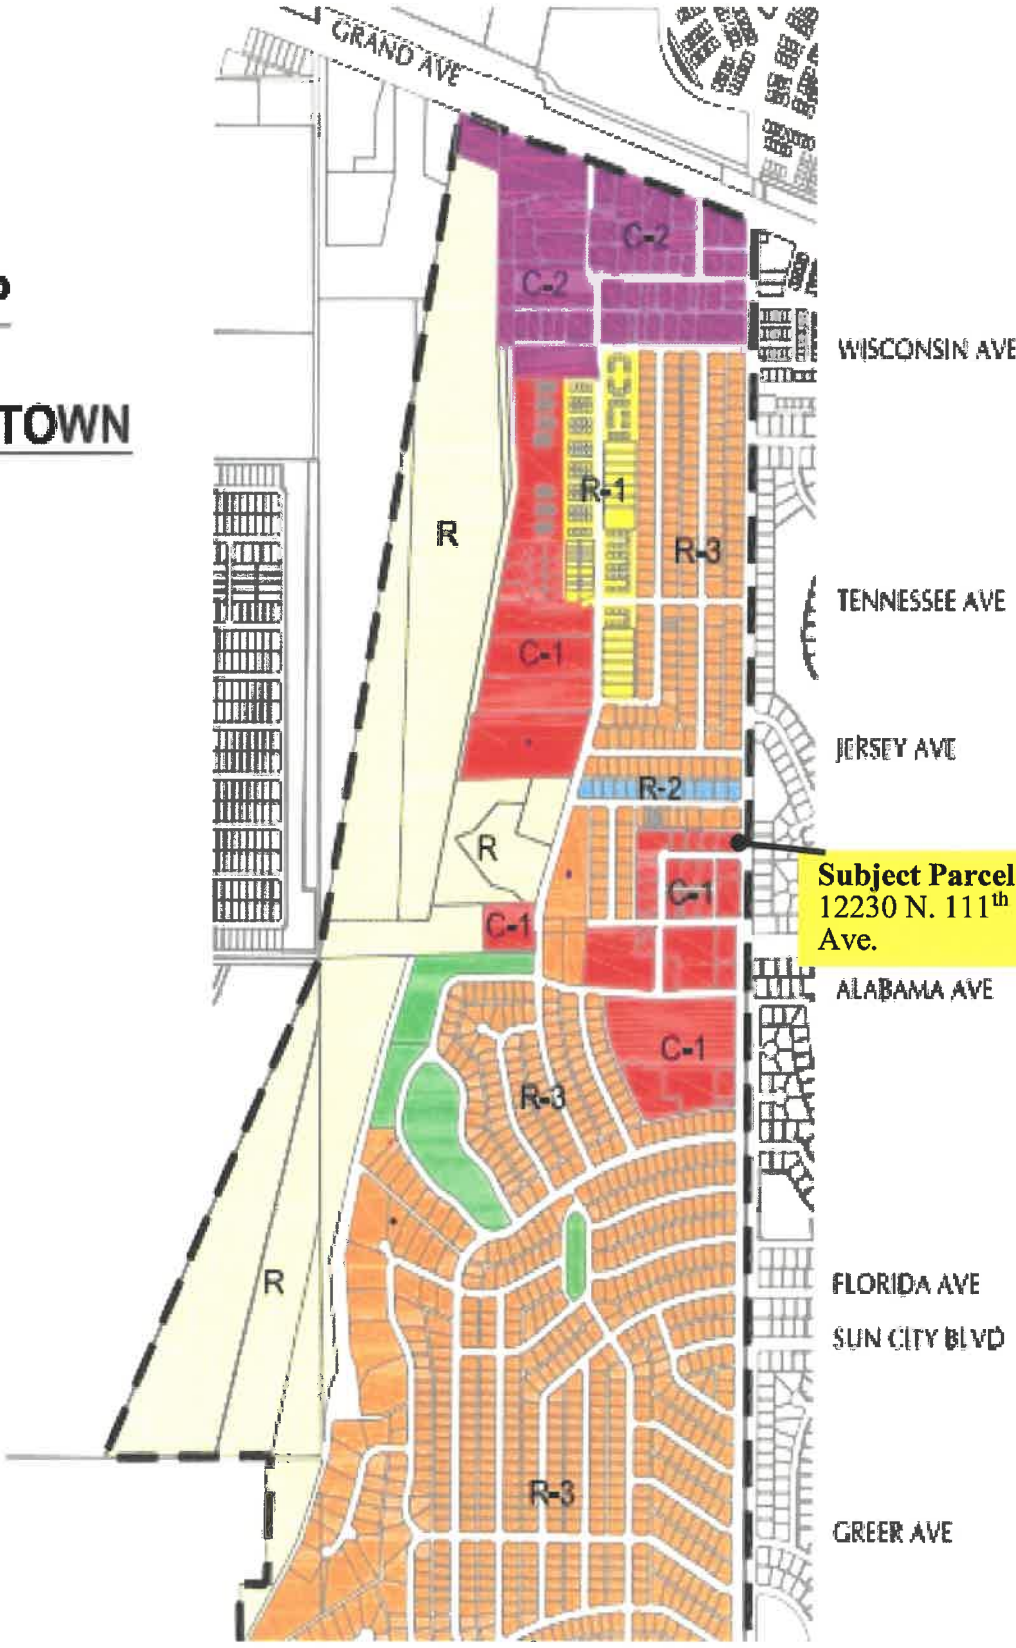 GRAND AVE
C-2
C-2
WISCONSIN AVE
TOWN
R-1
R
R-3
TENNESSEE AVE
C-1
JERSEY AVE
R-2
R
Subject Parcel
12230 N. 111th
Ave.
C-1
C-1
ALABAMA AVE
C-1
R-3
R
FLORIDA AVE
SUN CITY BLVD
R-3
GREER AVE